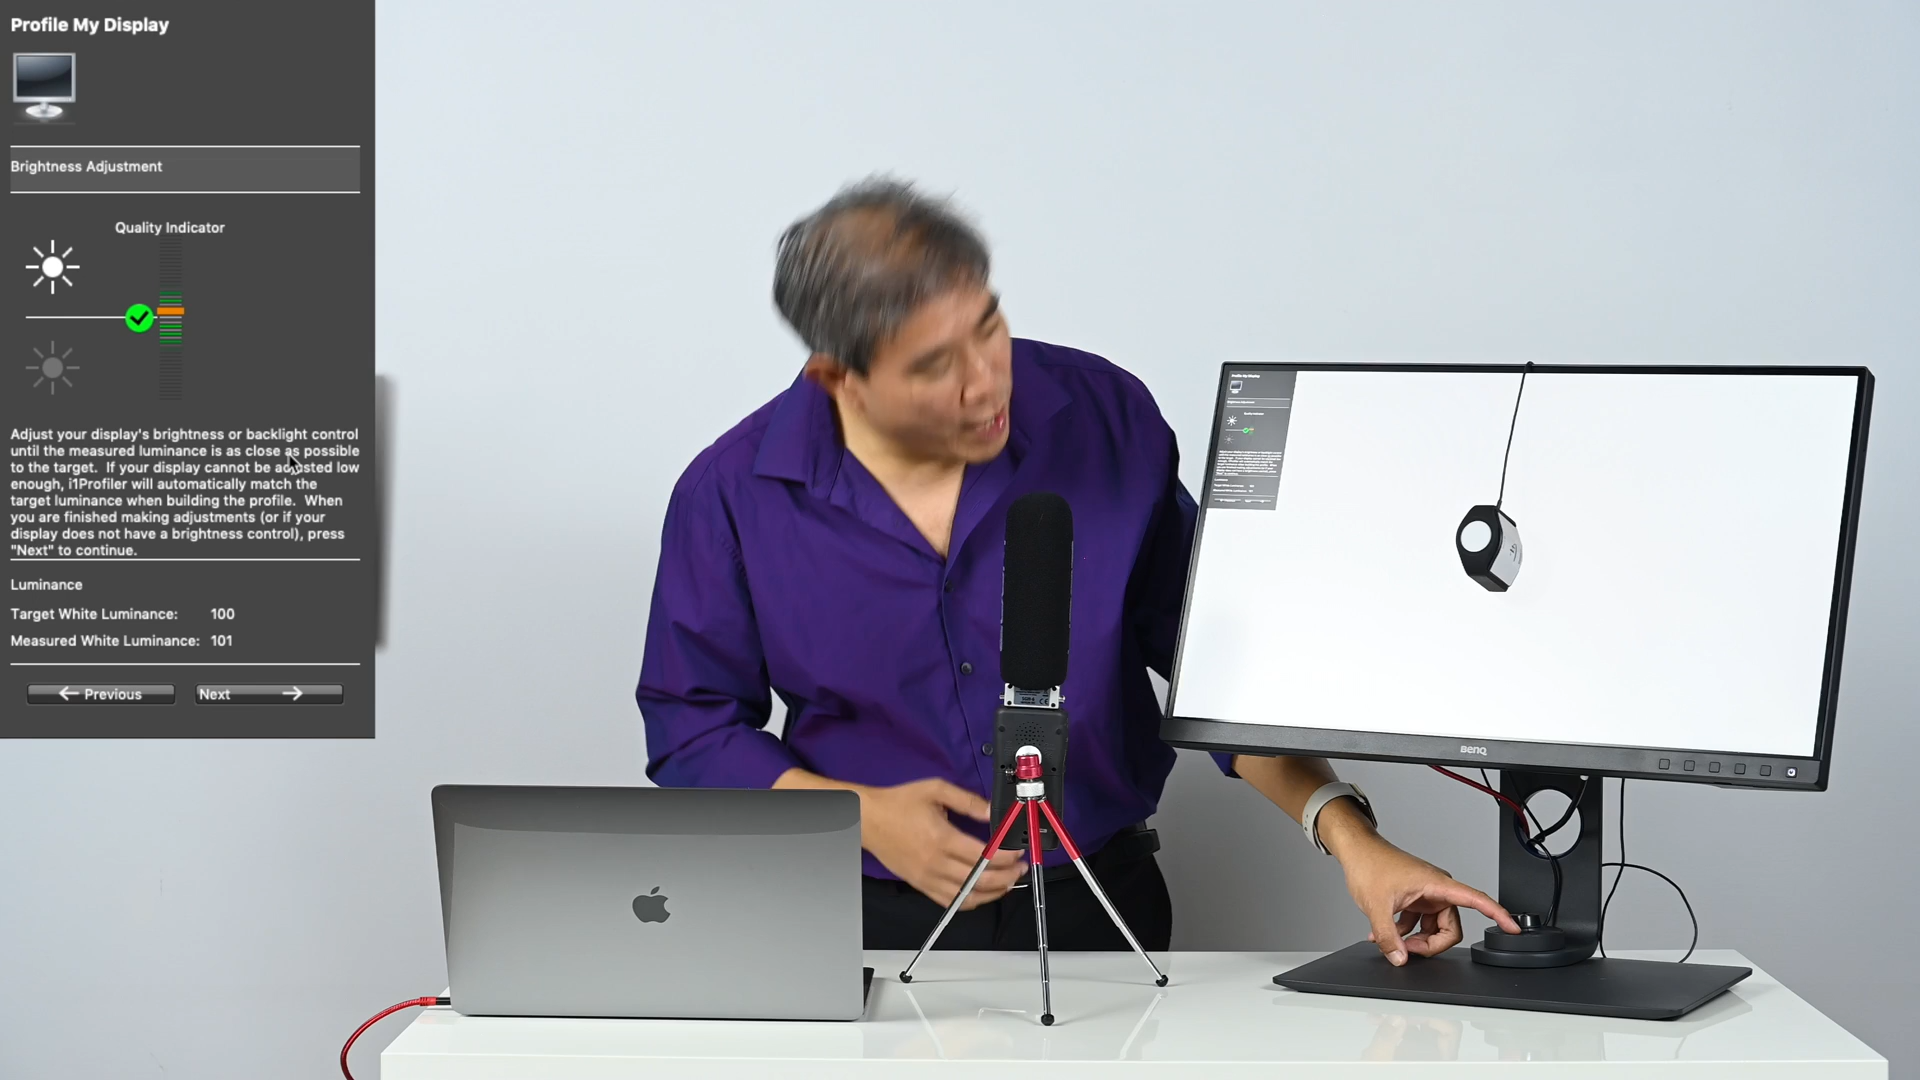 Profile My Display
Brightness Adjustment
Quality Indicator
Adjust your display's brightness or backlight control
until the measured luminance is as close as possible
to the target. If your display cannot be adjusted low
enough, i1Profiler will automatically match the
target luminance when building the profile. When
you are finished making adjustments (or if your
display does not have a brightness control), press
"Next" to continue.
Luminance
Target White Luminance: 100
Measured White Luminance: 101
Previous
Next
Profile My Display
BenQ